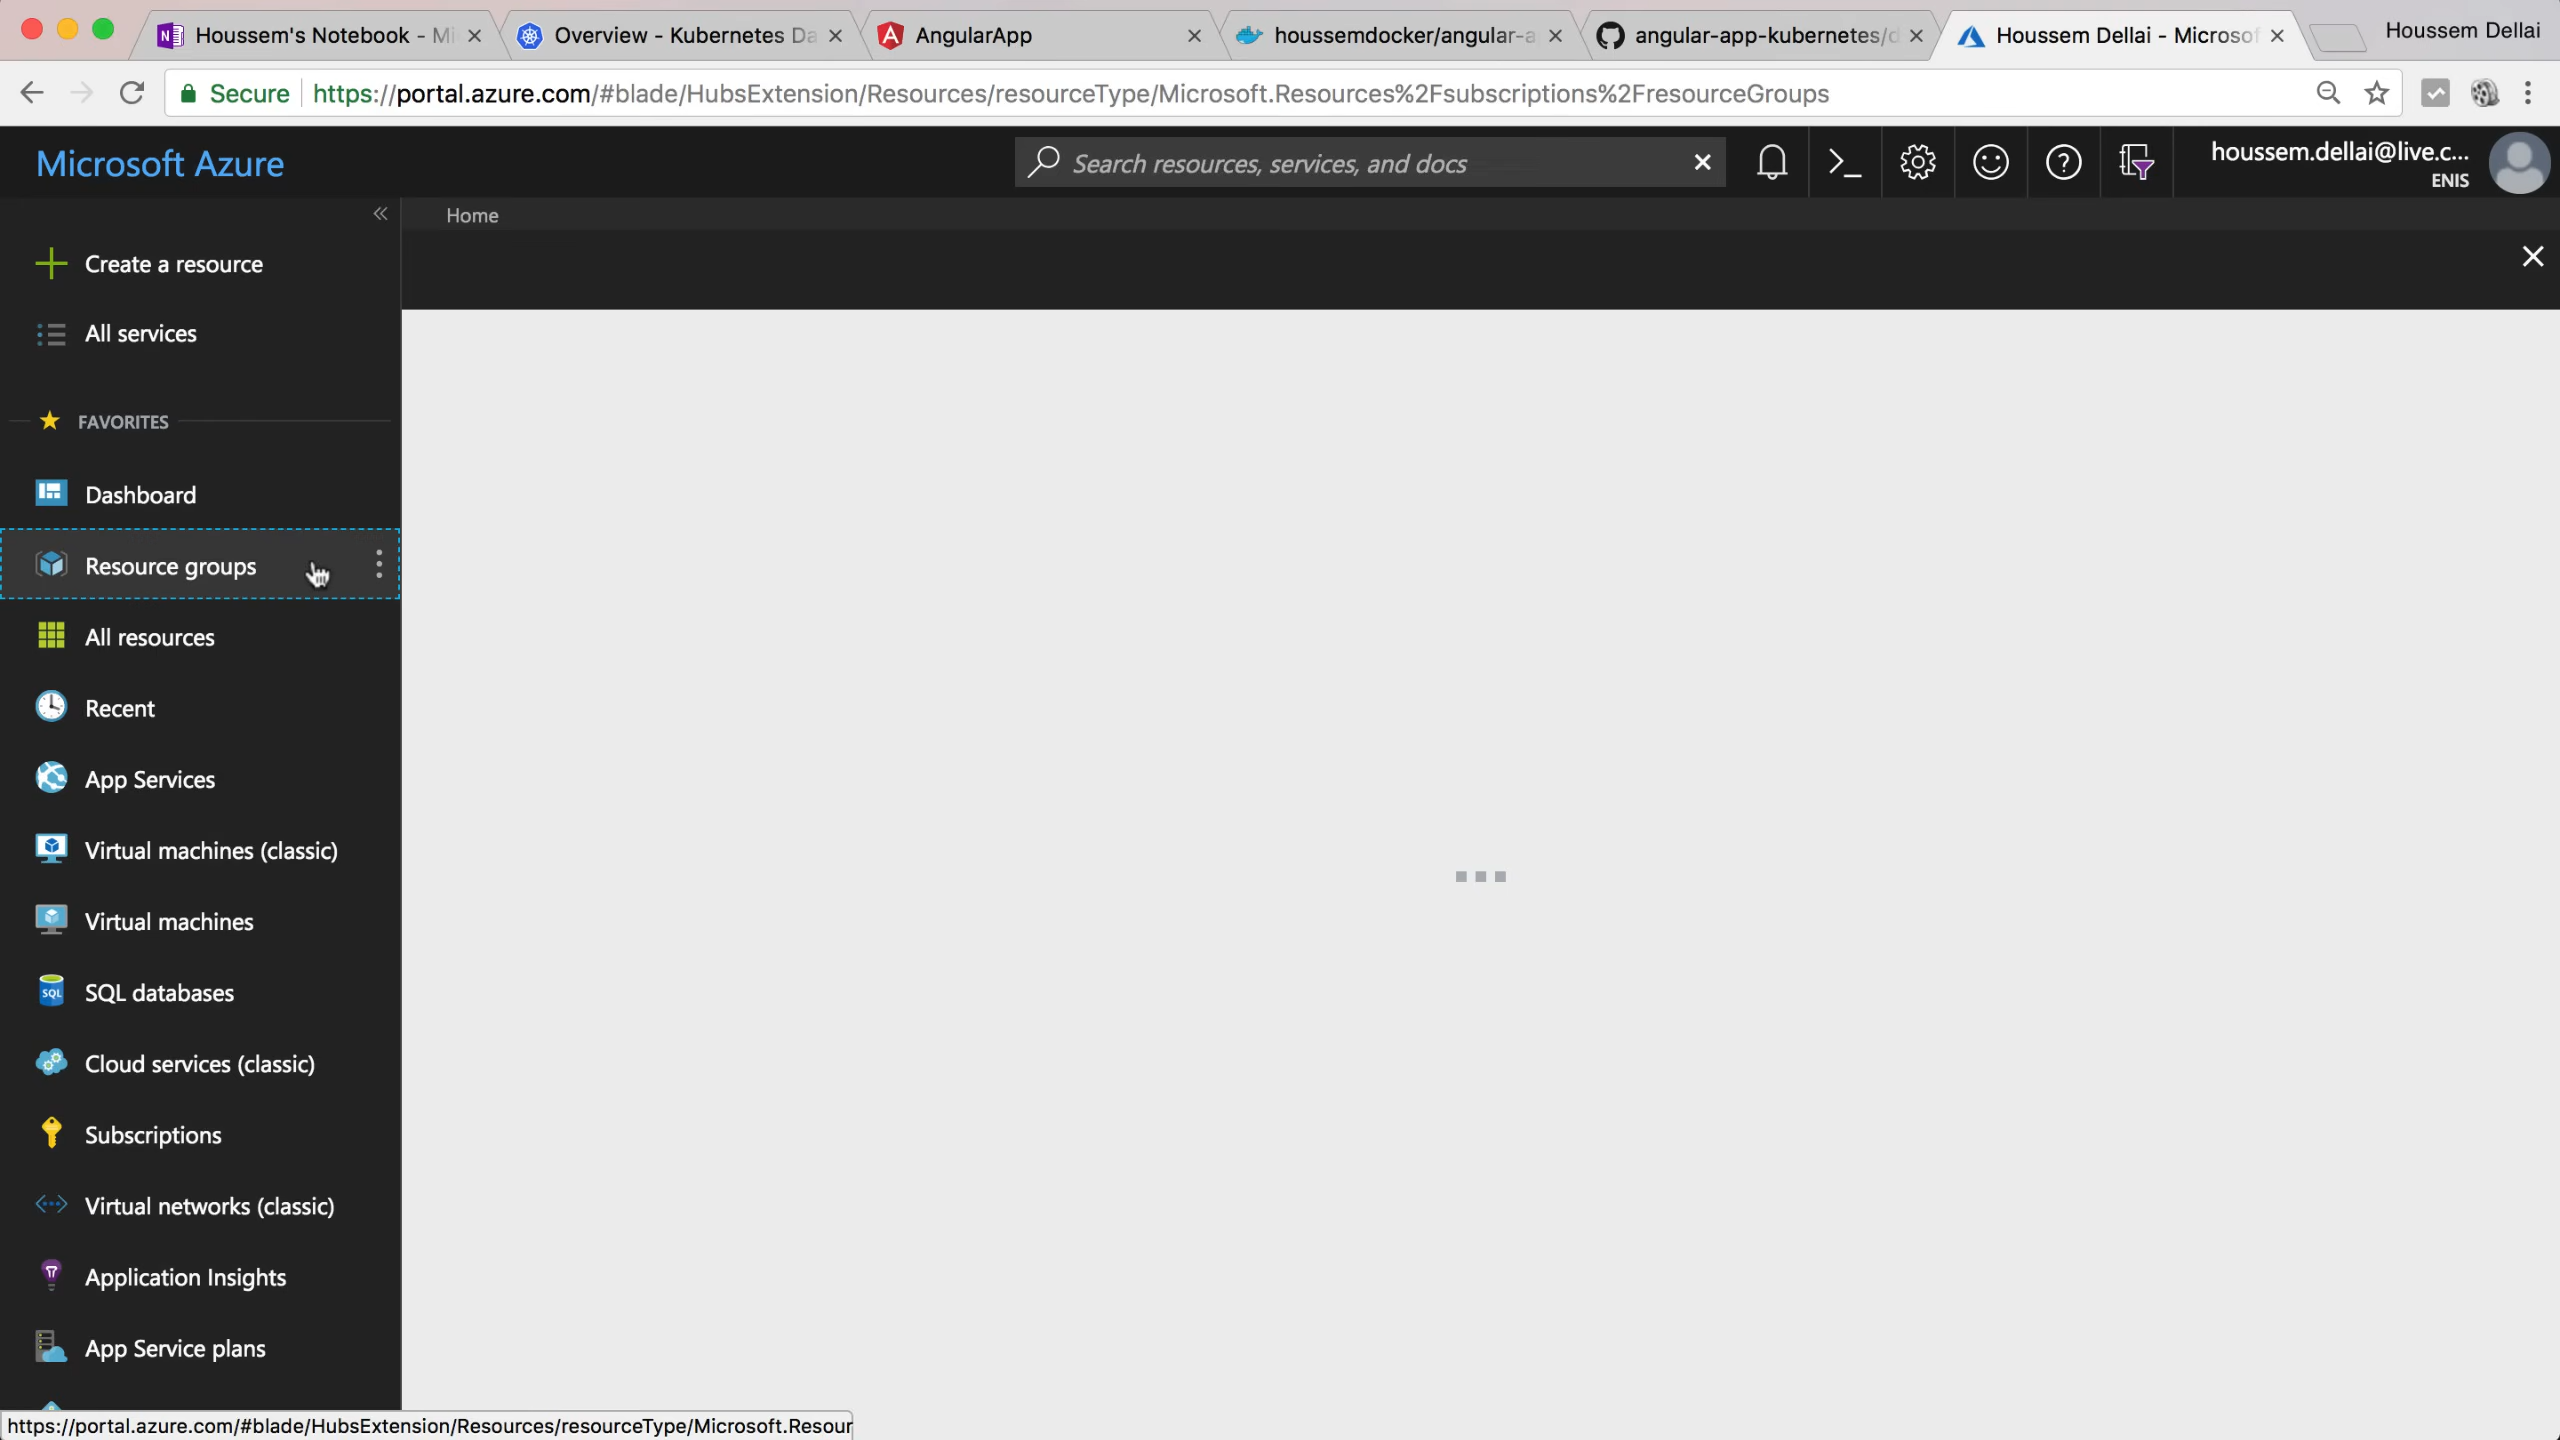 Houssem's Notebook - Mi
Overview - Kubernetes Da
AngularApp
houssemdocker/angular-a
angular-app-kubernetes/d
Houssem Dellai - Microsof
Houssem Dellai
Secure
https://portal.azure.com/#blade/HubsExtension/Resources/resourceType/Microsoft.Resources%2Fsubscriptions%2FresourceGroups
Microsoft Azure
Search resources, services, and docs
houssem.dellai@live.c...
ENIS
Home
Create a resource
All services
FAVORITES
Dashboard
Resource groups
All resources
Recent
App Services
Virtual machines (classic)
Virtual machines
SQL
SQL databases
Cloud services (classic)
Subscriptions
Virtual networks (classic)
Application Insights
App Service plans
https://portal.azure.com/#blade/HubsExtension/Resources/resourceType/Microsoft.Resour